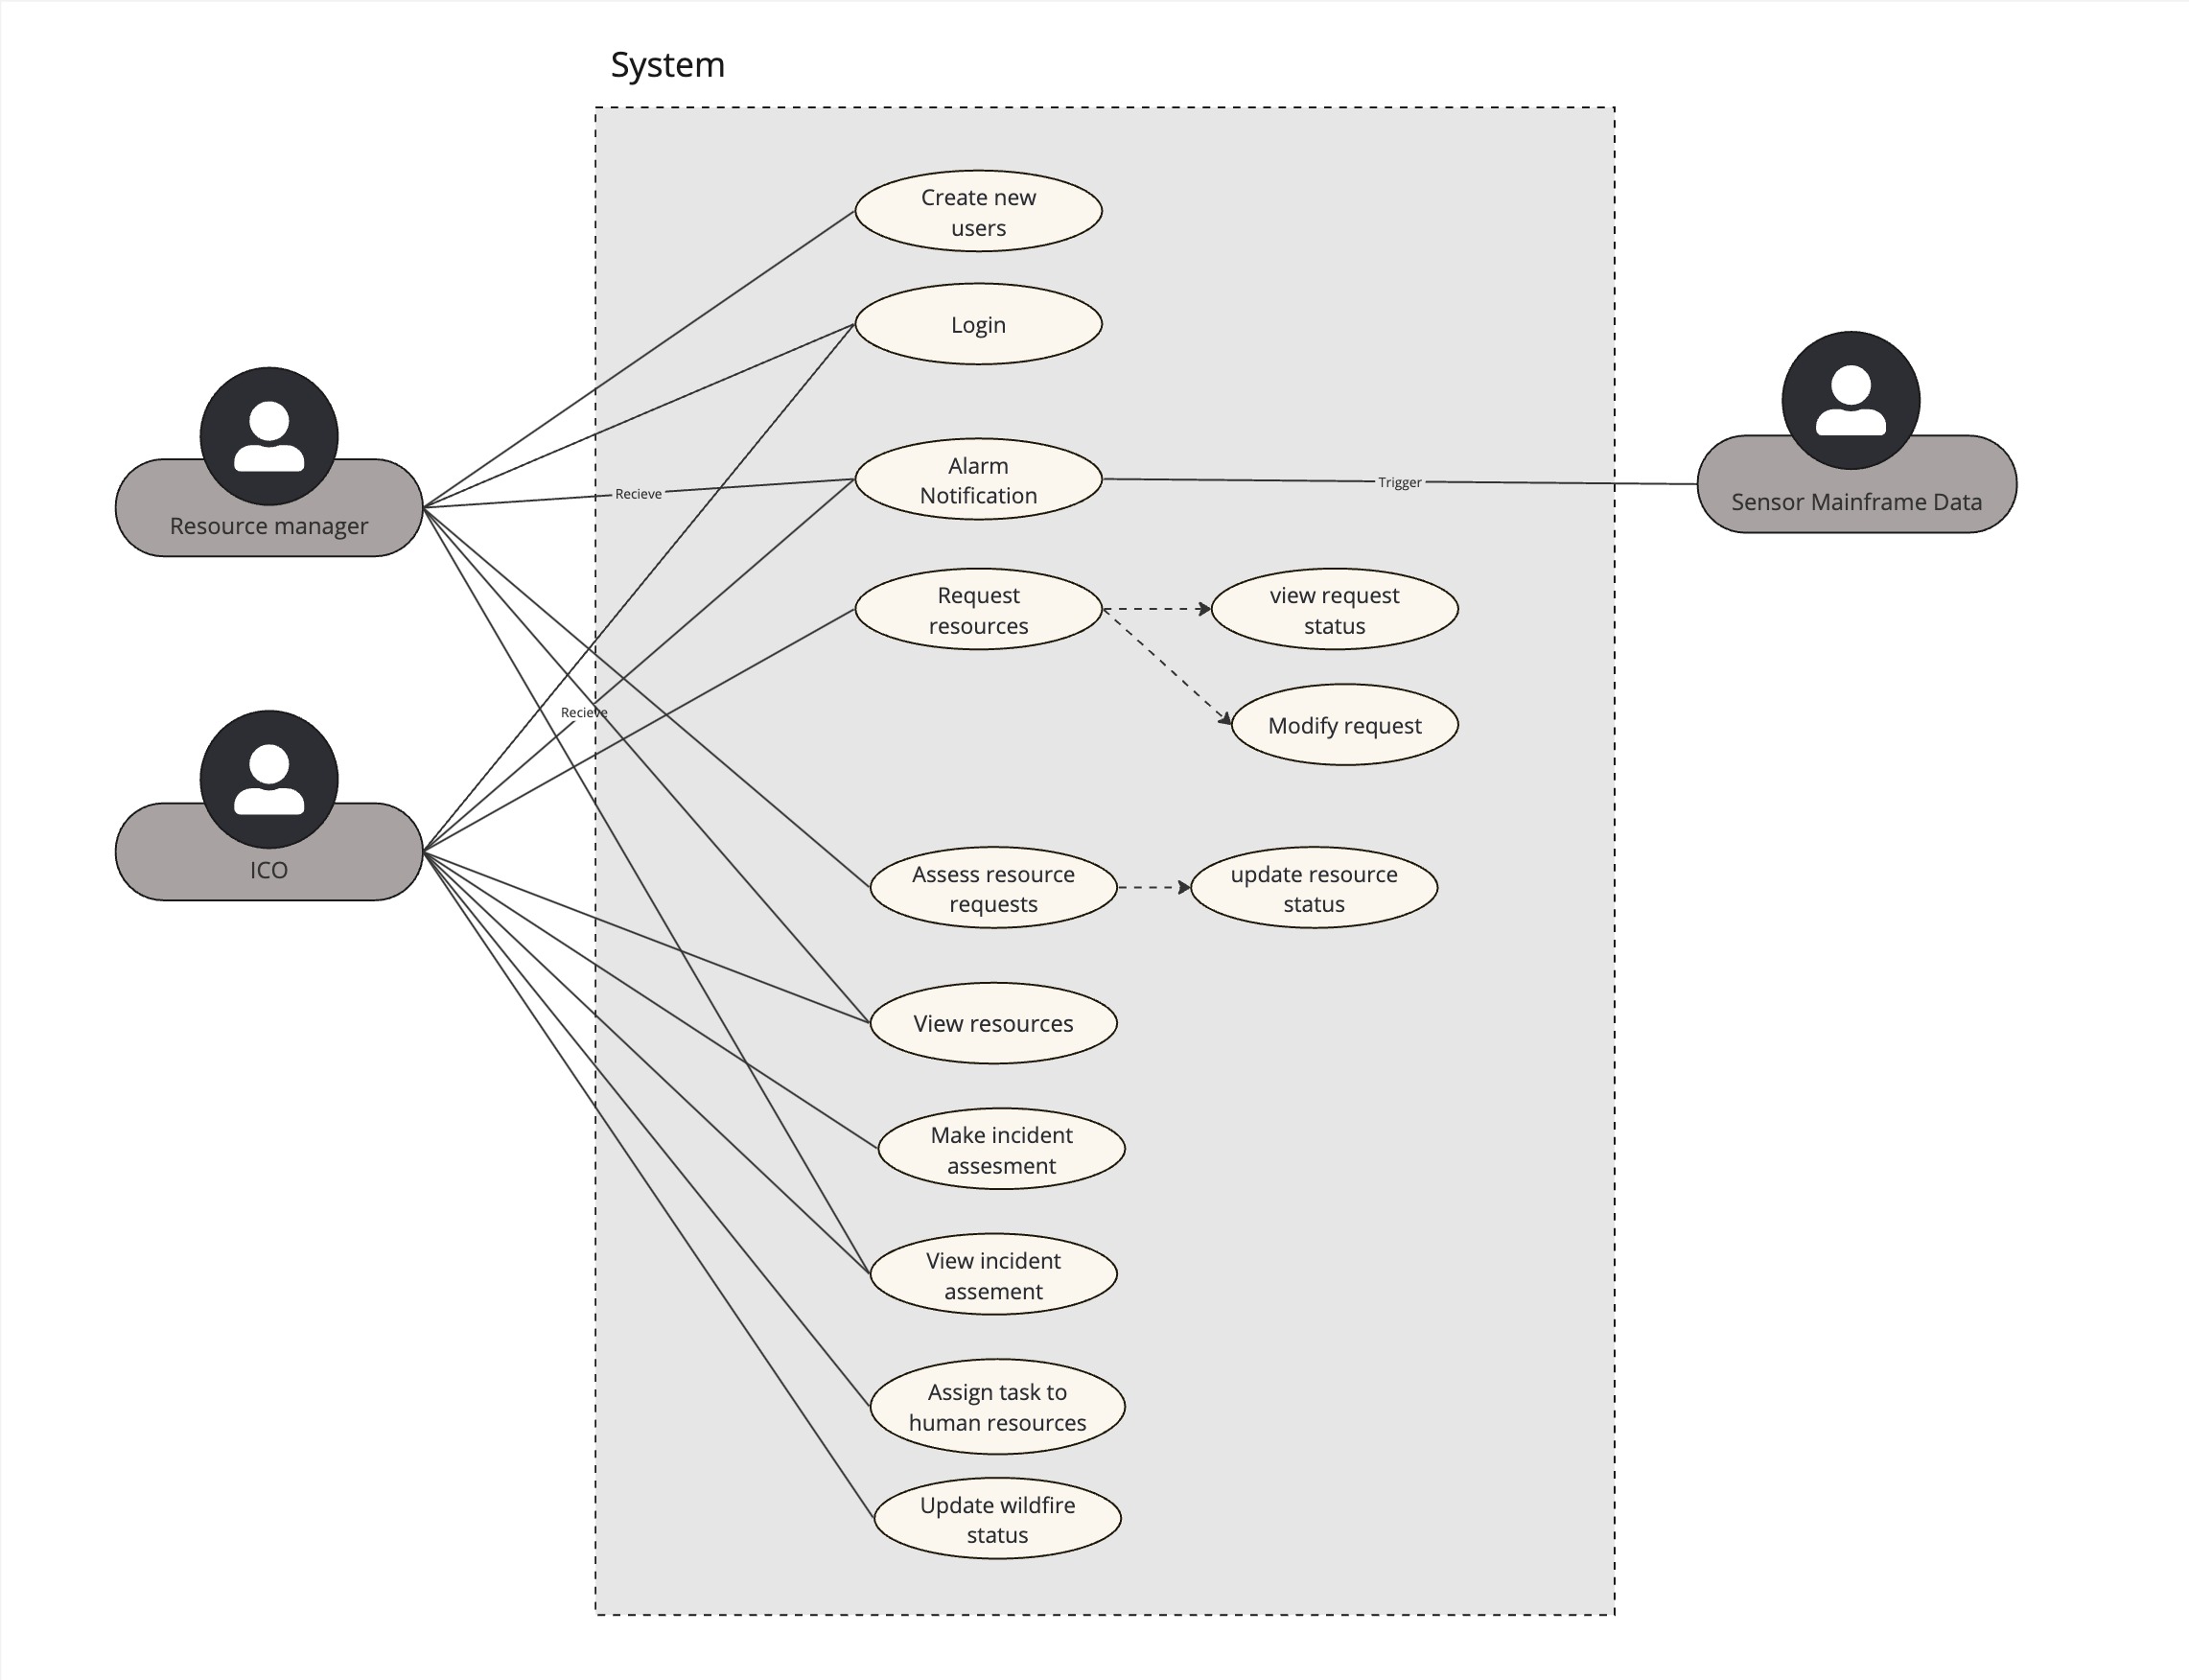 System
Create new
users
Login
Resource manager
Recieve
Alarm
Notification
Trigger
Sensor Mainframe Data
Request
resources
view request
status
Modify request
Recieve
ICO
Assess resource
requests
update resource
status
View resources
Make incident
assesment
View incident
assement
Assign task to
human resources
Update wildfire
status